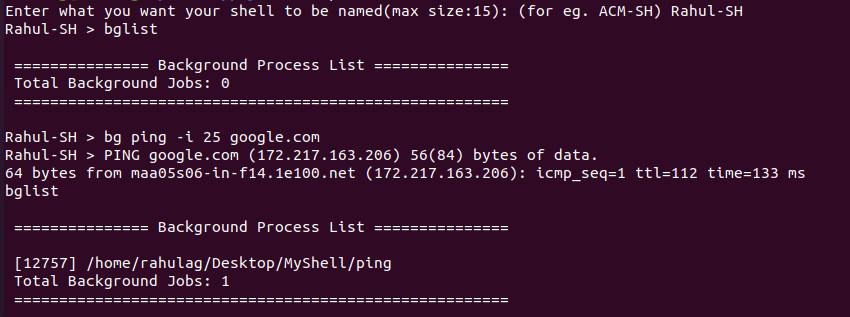 Enter what you want your shell to be named(max size:15): (for eg. ACM-SH) Rahul-SH
Rahul-SH > bglist
=============== Background Process List ===============
Total Background Jobs: 0
=======================================================
Rahul-SH > bg ping -i 25 google.com
Rahul-SH > PING google.com (172.217.163.206) 56(84) bytes of data.
64 bytes from maa05s06-in-f14.1e100.net (172.217.163.206): icmp_seq=1 ttl=112 time=133 ms
bglist
=============== Background Process List ===============
[12757] /home/rahulag/Desktop/MyShell/ping
Total Background Jobs: 1
=======================================================